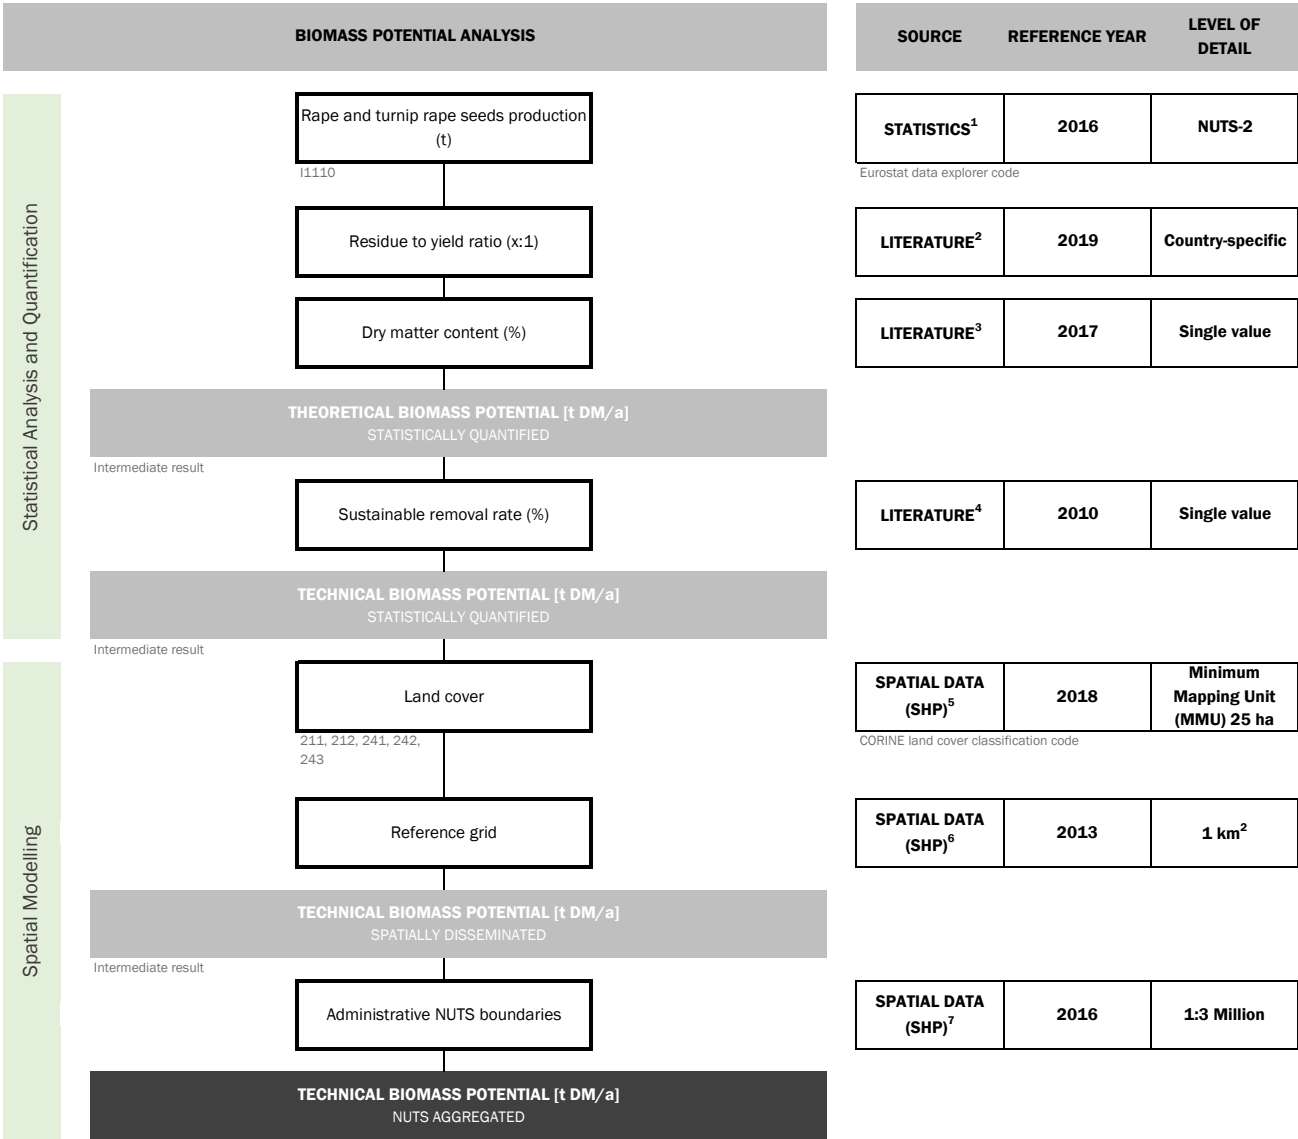 BIOMASS POTENTIAL ANALYSIS
SOURCE
REFERENCE YEAR
LEVEL OF
DETAIL
Statistical Analysis and Quantification
Rape and turnip rape seeds production
(t)
I1110
STATISTICS¹
2016
NUTS-2
Eurostat data explorer code
Residue to yield ratio (x:1)
LITERATURE²
2019
Country-specific
Dry matter content (%)
LITERATURE³
2017
Single value
THEORETICAL BIOMASS POTENTIAL [t DM/a]
STATISTICALLY QUANTIFIED
Intermediate result
Sustainable removal rate (%)
LITERATURE⁴
2010
Single value
TECHNICAL BIOMASS POTENTIAL [t DM/a]
STATISTICALLY QUANTIFIED
Intermediate result
Spatial Modelling
Land cover
211, 212, 241, 242,
243
SPATIAL DATA
(SHP)⁵
2018
Minimum
Mapping Unit
(MMU) 25 ha
CORINE land cover classification code
Reference grid
SPATIAL DATA
(SHP)⁶
2013
1 km²
TECHNICAL BIOMASS POTENTIAL [t DM/a]
SPATIALLY DISSEMINATED
Intermediate result
Administrative NUTS boundaries
SPATIAL DATA
(SHP)⁷
2016
1:3 Million
TECHNICAL BIOMASS POTENTIAL [t DM/a]
NUTS AGGREGATED